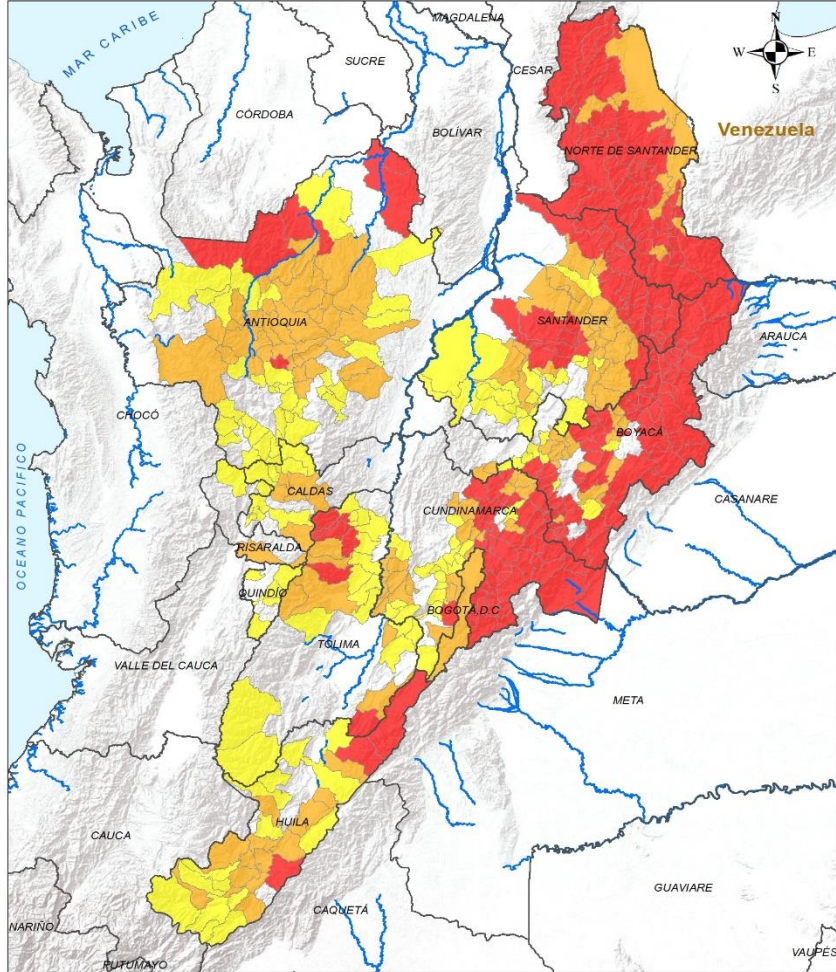 MAGDALENA
N
MAR CARIBE
SUCRE
CESAR
W
E
S
CÓRDOBA
BOLÍVAR
Venezuela
NORTE DE SANTANDER
ANTIOQUIA
SANTANDER
ARAUCA
CHOCÓ
BOYACÁ
OCEANO PACIFICO
CALDAS
CUNDINAMARCA
CASANARE
RISARALDA
QUINDÍO
BOGOTÁ,D.C
TOLIMA
VALLE DEL CAUCA
META
HUILA
CAUCA
GUAVIARE
CAQUETÁ
NARIÑO
VAUPÉS
PUTUMAYO